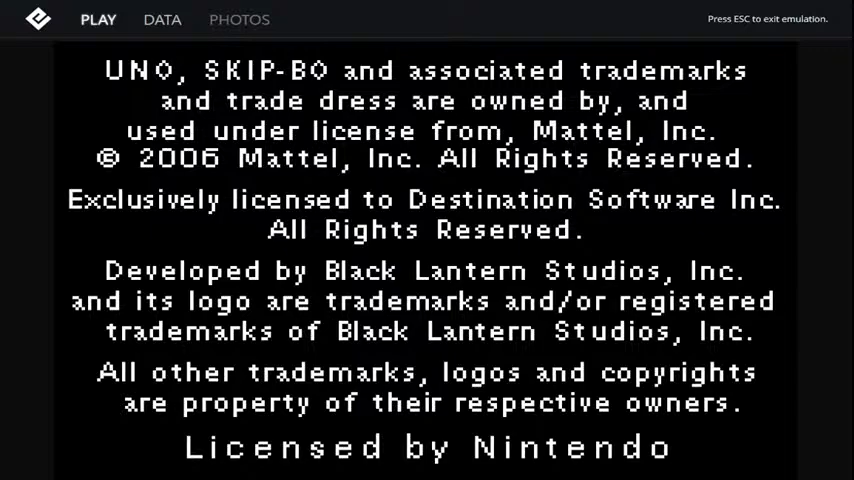 PLAY DATA PHOTOS Press ESC to exit emulation.
UNO, SKIP-BO and associated trademarks
and trade dress are owned by, and
used under license from, Mattel, Inc.
© 2006 Mattel, Inc. All Rights Reserved.
Exclusively licensed to Destination Software Inc.
All Rights Reserved.
Developed by Black Lantern Studios, Inc.
and its logo are trademarks and/or registered
trademarks of Black Lantern Studios, Inc.
All other trademarks, logos and copyrights
are property of their respective owners.
Licensed by Nintendo